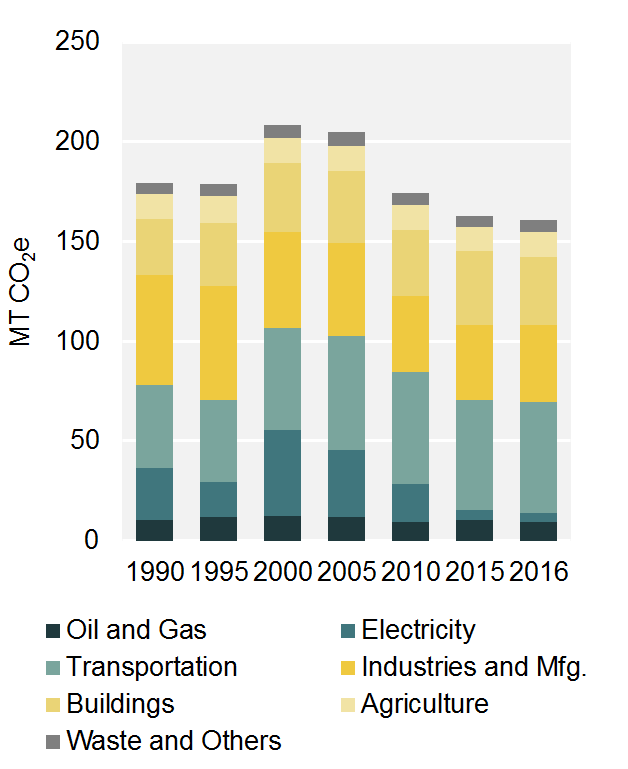 250
200
150
100
50
0
MT CO₂e
1990 1995 2000 2005 2010 2015 2016
Oil and Gas Electricity
Transportation Industries and Mfg.
Buildings Agriculture
Waste and Others